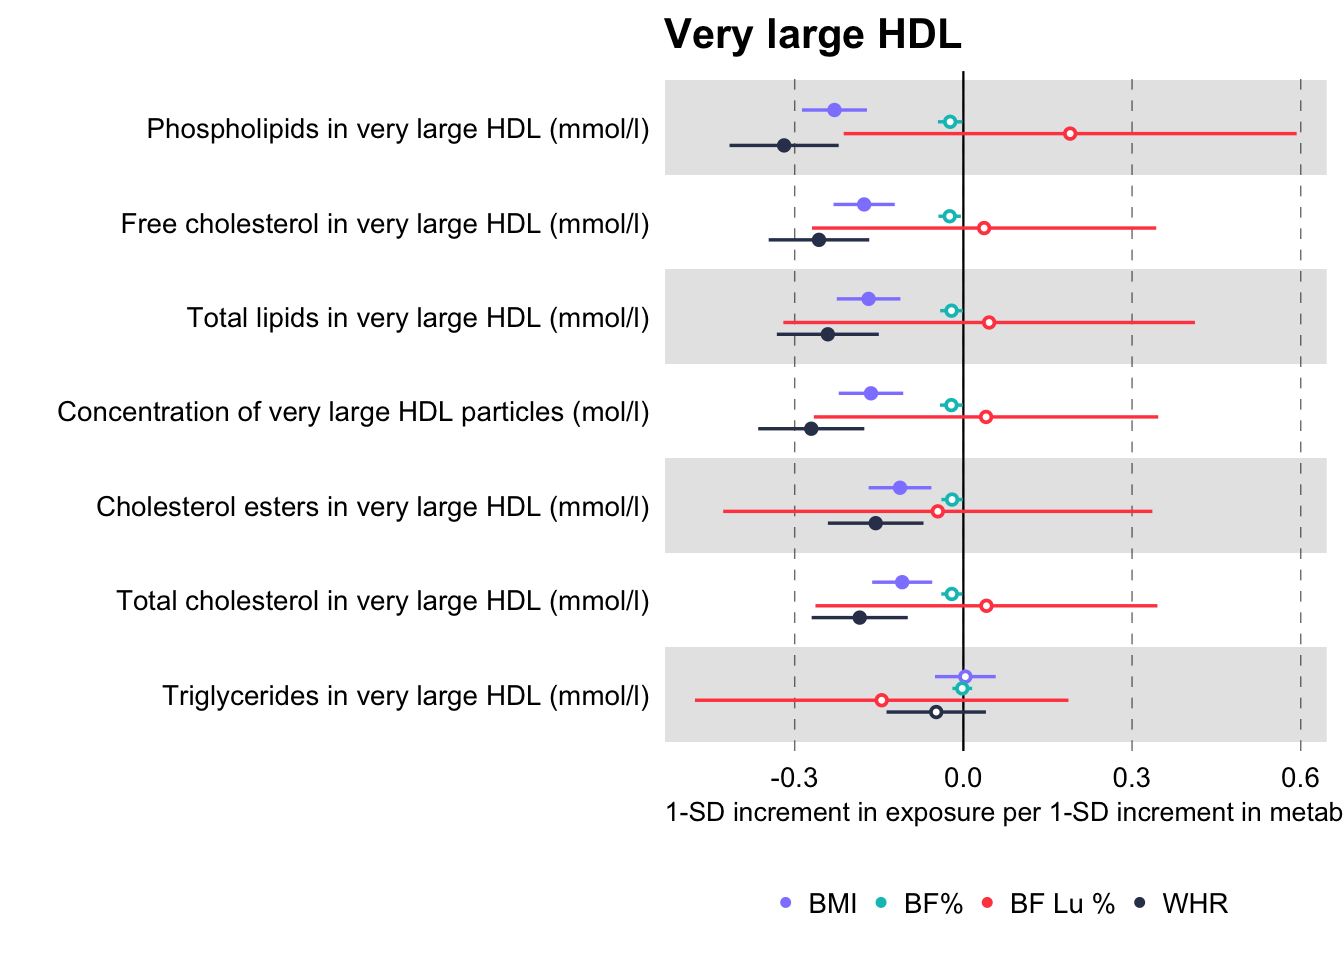 Very large HDL
Phospholipids in very large HDL (mmol/l)
Free cholesterol in very large HDL (mmol/l)
Total lipids in very large HDL (mmol/l)
Concentration of very large HDL particles (mol/l)
Cholesterol esters in very large HDL (mmol/l)
Total cholesterol in very large HDL (mmol/l)
Triglycerides in very large HDL (mmol/l)
-0.3 0.0 0.3 0.6
1-SD increment in exposure per 1-SD increment in metab
BMI BF% BF Lu % WHR